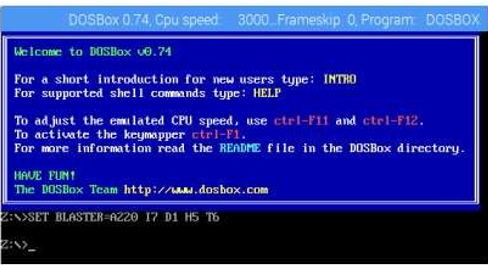 DOSBox 0.74, Cpu speed: 3000...Frameskip 0, Program: DOSBOX
Welcome to DOSBox v0.74
For a short introduction for new users type: INTRO
For supported shell commands type: HELP
To adjust the emulated CPU speed, use ctrl-F11 and ctrl-F12.
To activate the keymapper ctrl-F1.
For more information read the README file in the DOSBox directory.
HAVE FUN!
The DOSBox Team http://www.dosbox.com
Z:\>SET BLASTER=A220 I7 D1 H5 T6
Z:\>_